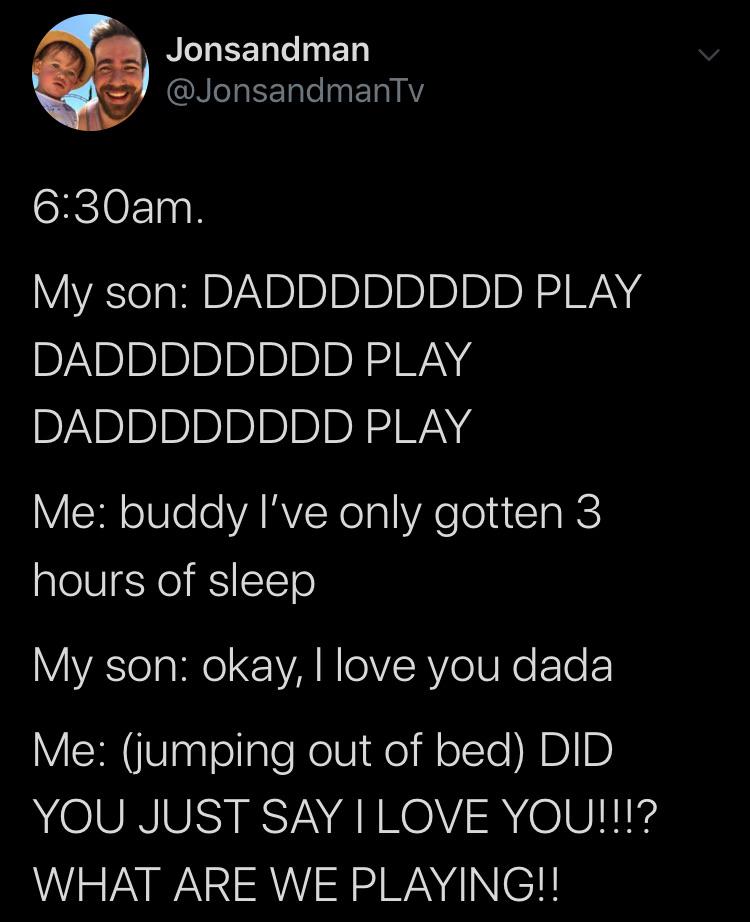 Jonsandman
@JonsandmanTv
6:30am.
My son: DADDDDDDDD PLAY
DADDDDDDDD PLAY
DADDDDDDDD PLAY
Me: buddy I’ve only gotten 3
hours of sleep
My son: okay, I love you dada
Me: (jumping out of bed) DID
YOU JUST SAY I LOVE YOU!!!?
WHAT ARE WE PLAYING!!